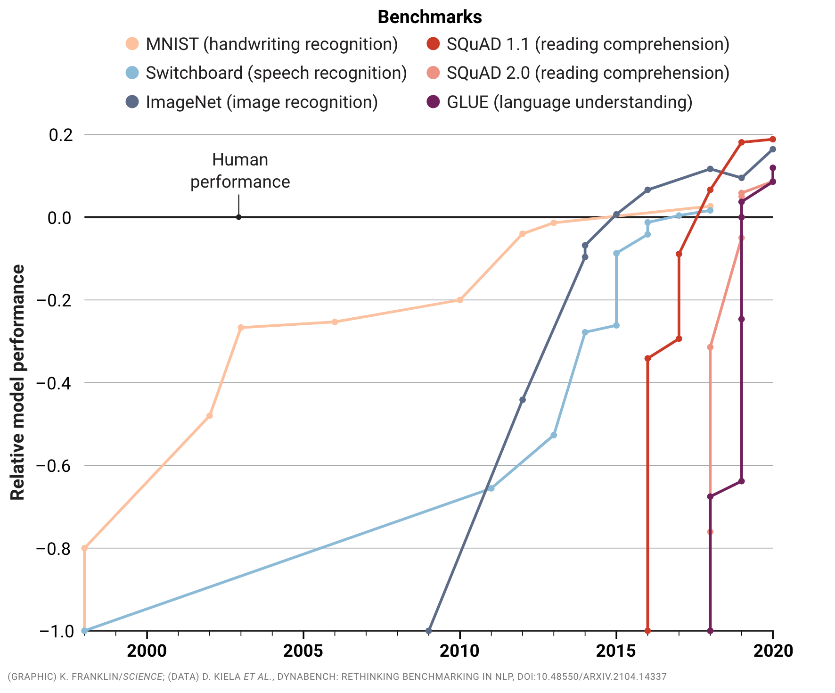 Benchmarks
MNIST (handwriting recognition)
Switchboard (speech recognition)
ImageNet (image recognition)
SQuAD 1.1 (reading comprehension)
SQuAD 2.0 (reading comprehension)
GLUE (language understanding)
Human
performance
Relative model performance
0.2
0.0
−0.2
−0.4
−0.6
−0.8
−1.0
2000
2005
2010
2015
2020
(GRAPHIC) K. FRANKLIN/SCIENCE; (DATA) D. KIELA ET AL., DYNABENCH: RETHINKING BENCHMARKING IN NLP, DOI:10.48550/ARXIV.2104.14337